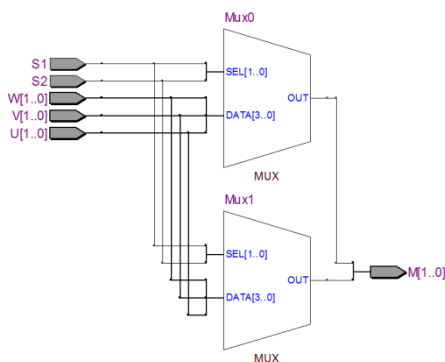 Mux0
S1
SEL[1..0]
S2
W[1..0]
OUT
V[1..0]
DATA[3..0]
U[1..0]
MUX
Mux1
SEL[1..0]
OUT
M[1..0]
DATA[3..0]
MUX